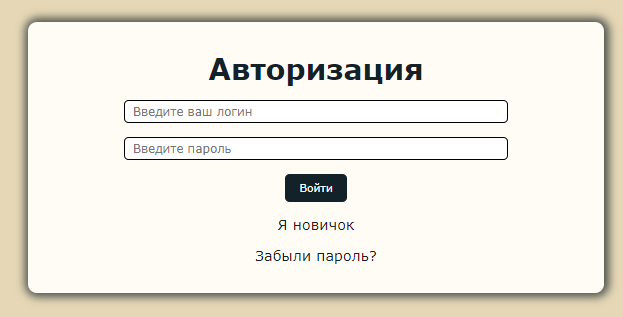 Авторизация
Введите ваш логин
Введите пароль
Войти
Я новичок
Забыли пароль?